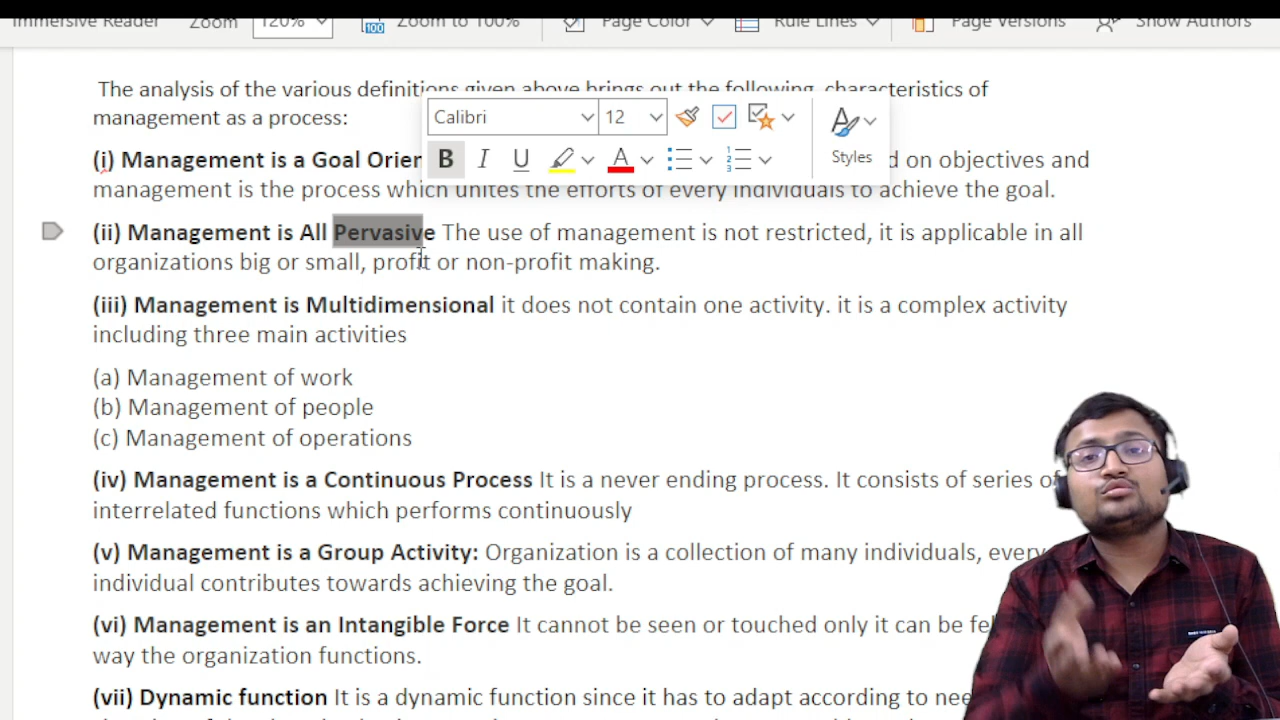 Immersive Reader Zoom 120% Zoom to 100% Page Color Rule Lines Page Versions Show Authors
The analysis of the various definitions given above brings out the following characteristics of
management as a process:
Calibri 12
B I U A Styles
(i) Management is a Goal Orien d on objectives and
management is the process which unites the efforts of every individuals to achieve the goal.
(ii) Management is All Pervasive The use of management is not restricted, it is applicable in all
organizations big or small, profit or non-profit making.
(iii) Management is Multidimensional it does not contain one activity. it is a complex activity
including three main activities
(a) Management of work
(b) Management of people
(c) Management of operations
(iv) Management is a Continuous Process It is a never ending process. It consists of series of
interrelated functions which performs continuously
(v) Management is a Group Activity: Organization is a collection of many individuals, every
individual contributes towards achieving the goal.
(vi) Management is an Intangible Force It cannot be seen or touched only it can be fel
way the organization functions.
(vii) Dynamic function It is a dynamic function since it has to adapt according to nee